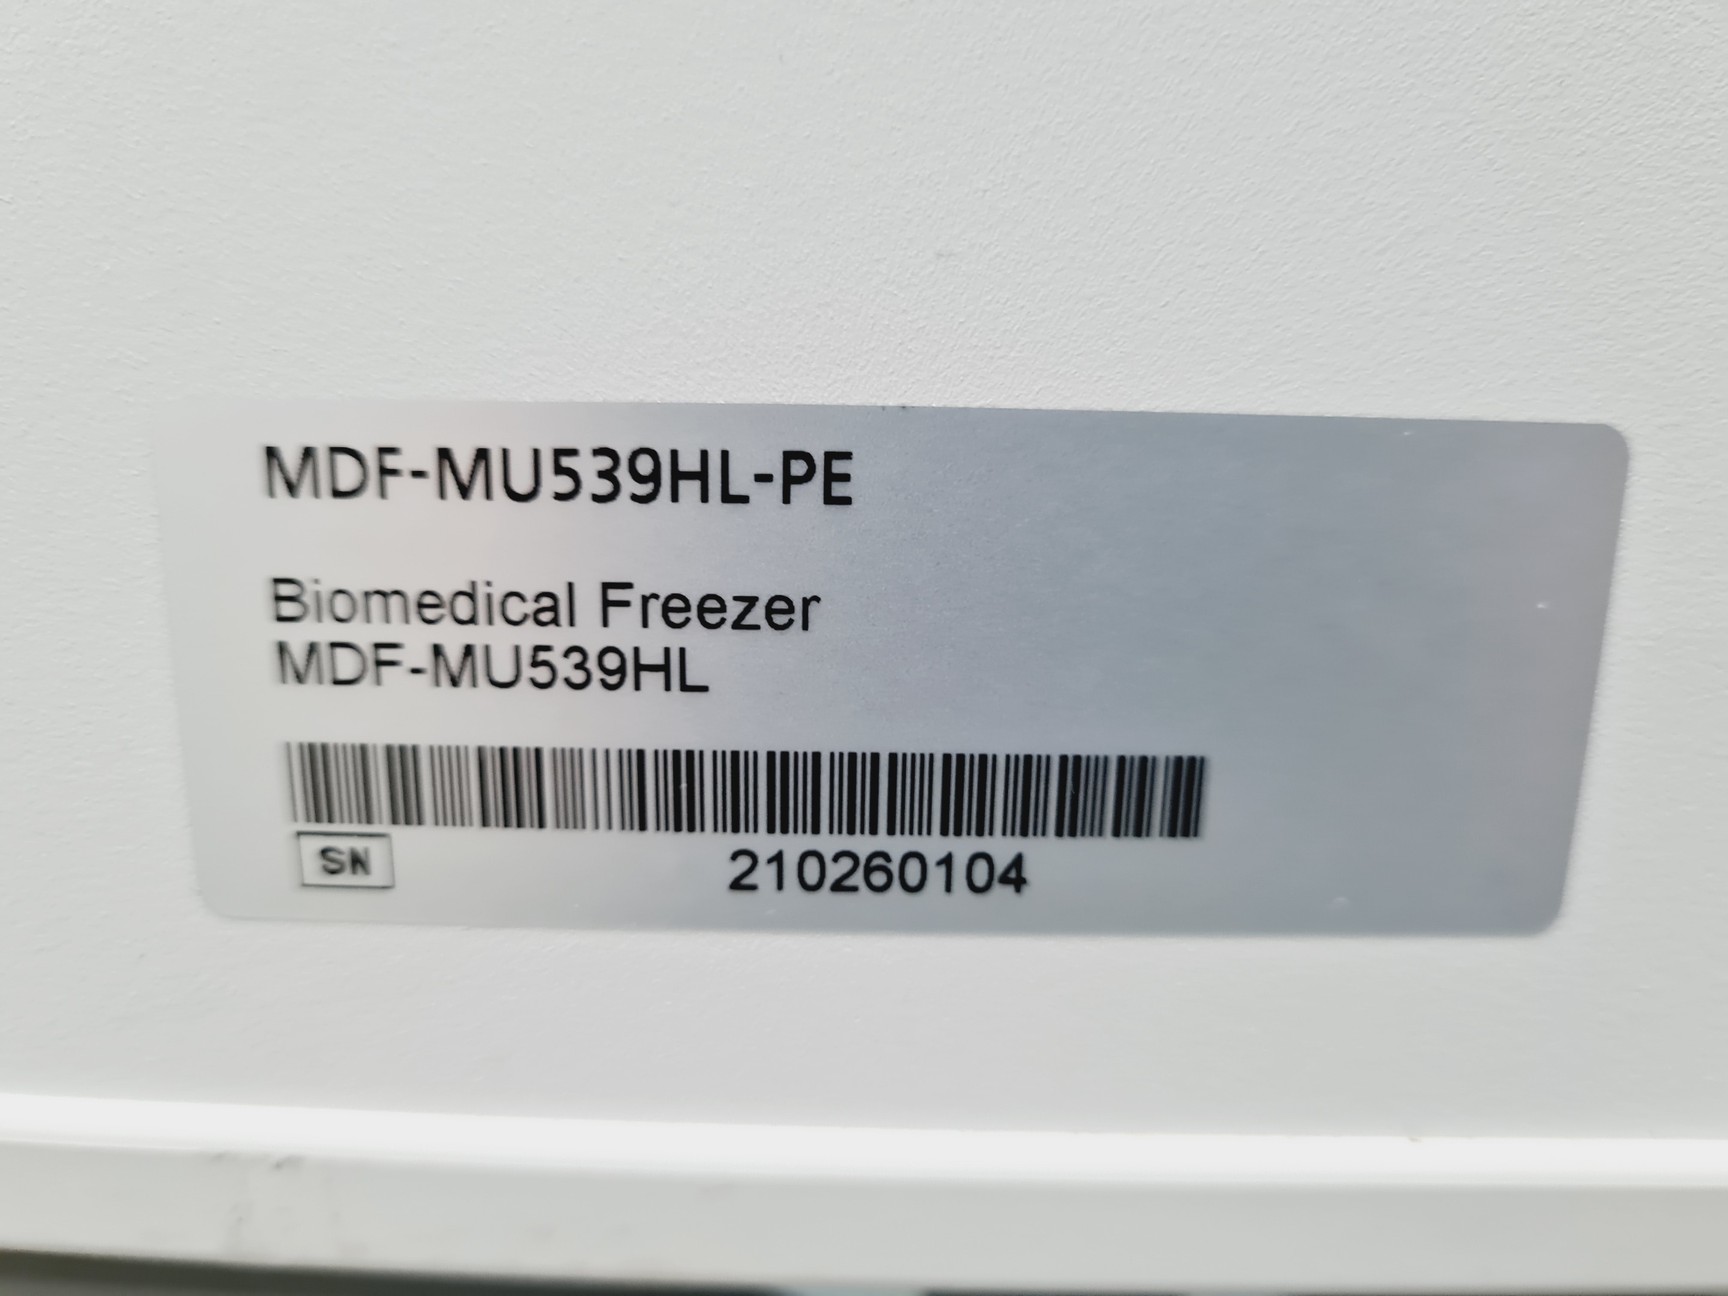 MDF-MU539HL-PE
Biomedical Freezer
MDF-MU539HL
SN 210260104